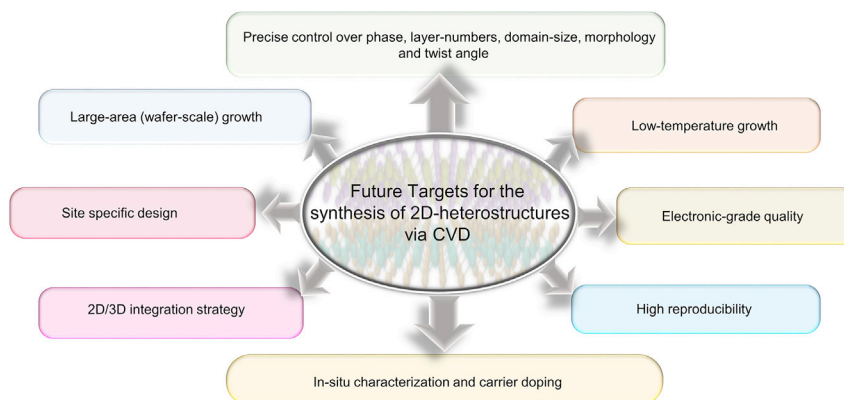 Precise control over phase, layer-numbers, domain-size, morphology
and twist angle
Large-area (wafer-scale) growth
Low-temperature growth
Future Targets for the
synthesis of 2D-heterostructures
via CVD
Site specific design
Electronic-grade quality
2D/3D integration strategy
High reproducibility
In-situ characterization and carrier doping